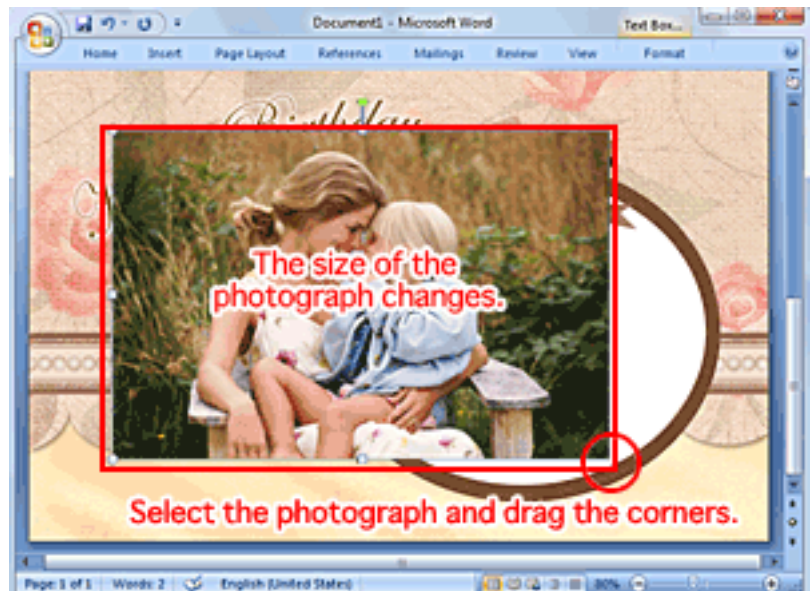 Document1 - Microsoft Word
Text Box...
Home Insert Page Layout References Mailings Review View Format
Birthday
The size of the
photograph changes.
Select the photograph and drag the corners.
Page: 1 of 1 Words: 2 English (United States) 80%